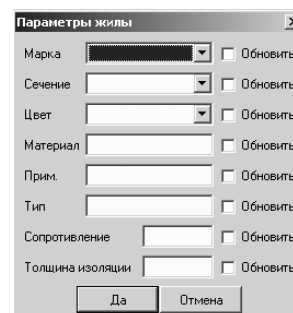 Параметры жилы
Марка Обновить
Сечение Обновить
Цвет Обновить
Материал Обновить
Прим. Обновить
Тип Обновить
Сопротивление Обновить
Толщина изоляции Обновить
Да Отмена